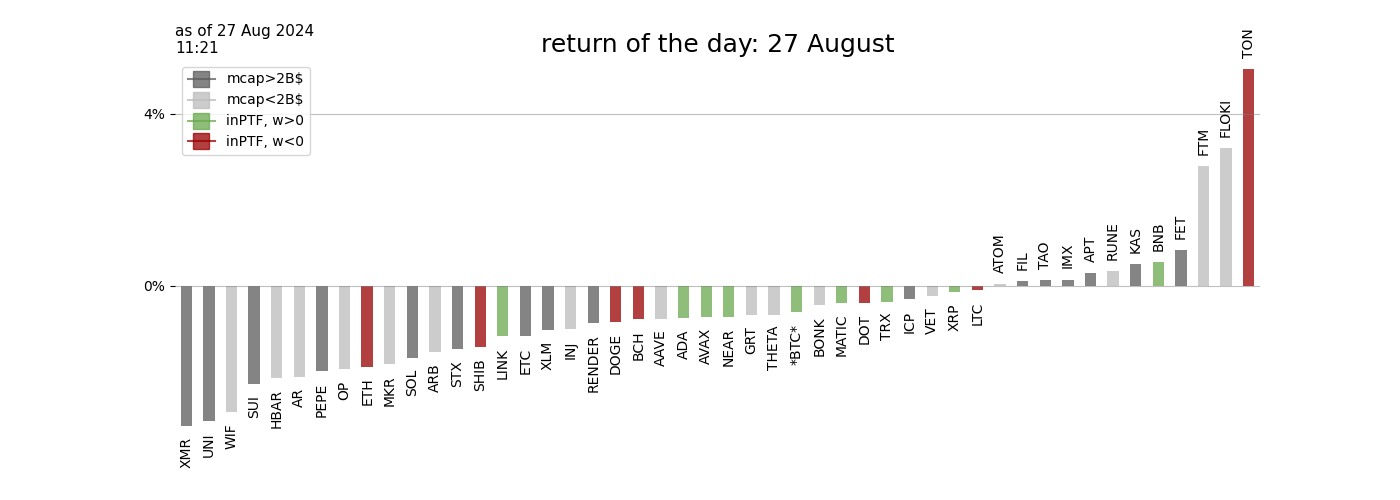 as of 27 Aug 2024
11:21
return of the day: 27 August
mcap>2B$
mcap<2B$
inPTF, w>0
inPTF, w<0
4%
0%
XMR
UNI
WIF
SUI
HBAR
AR
PEPE
OP
ETH
MKR
SOL
ARB
STX
SHIB
LINK
ETC
XLM
INJ
RENDER
DOGE
BCH
AAVE
ADA
AVAX
NEAR
GRT
THETA
*BTC*
BONK
MATIC
DOT
TRX
ICP
VET
XRP
LTC
ATOM
FIL
TAO
IMX
APT
RUNE
KAS
BNB
FET
FTM
FLOKI
TON